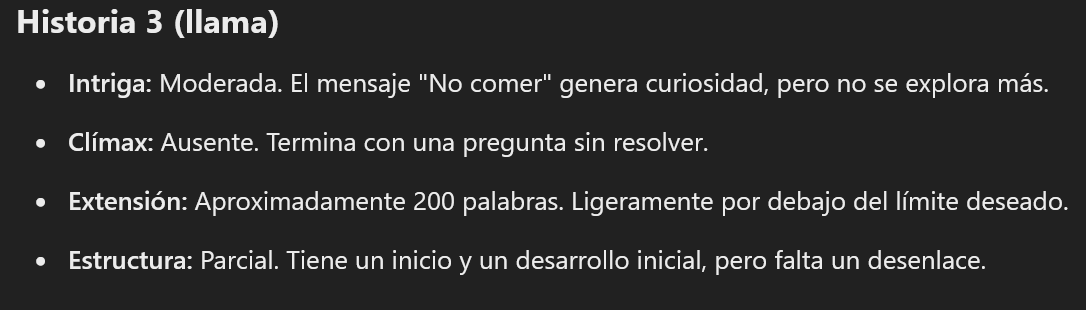 Historia 3 (llama)
• Intriga: Moderada. El mensaje "No comer" genera curiosidad, pero no se explora más.
• Clímax: Ausente. Termina con una pregunta sin resolver.
• Extensión: Aproximadamente 200 palabras. Ligeramente por debajo del límite deseado.
• Estructura: Parcial. Tiene un inicio y un desarrollo inicial, pero falta un desenlace.